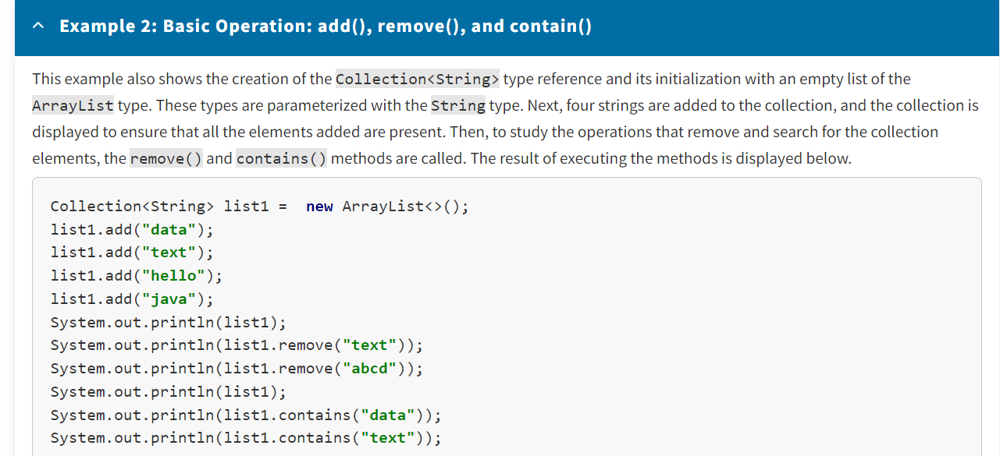 Example 2: Basic Operation: add(), remove(), and contain()
This example also shows the creation of the Collection<String> type reference and its initialization with an empty list of the
ArrayList type. These types are parameterized with the String type. Next, four strings are added to the collection, and the collection is
displayed to ensure that all the elements added are present. Then, to study the operations that remove and search for the collection
elements, the remove() and contains() methods are called. The result of executing the methods is displayed below.
Collection<String> list1 =  new ArrayList<>();
list1.add("data");
list1.add("text");
list1.add("hello");
list1.add("java");
System.out.println(list1);
System.out.println(list1.remove("text"));
System.out.println(list1.remove("abcd"));
System.out.println(list1);
System.out.println(list1.contains("data"));
System.out.println(list1.contains("text"));